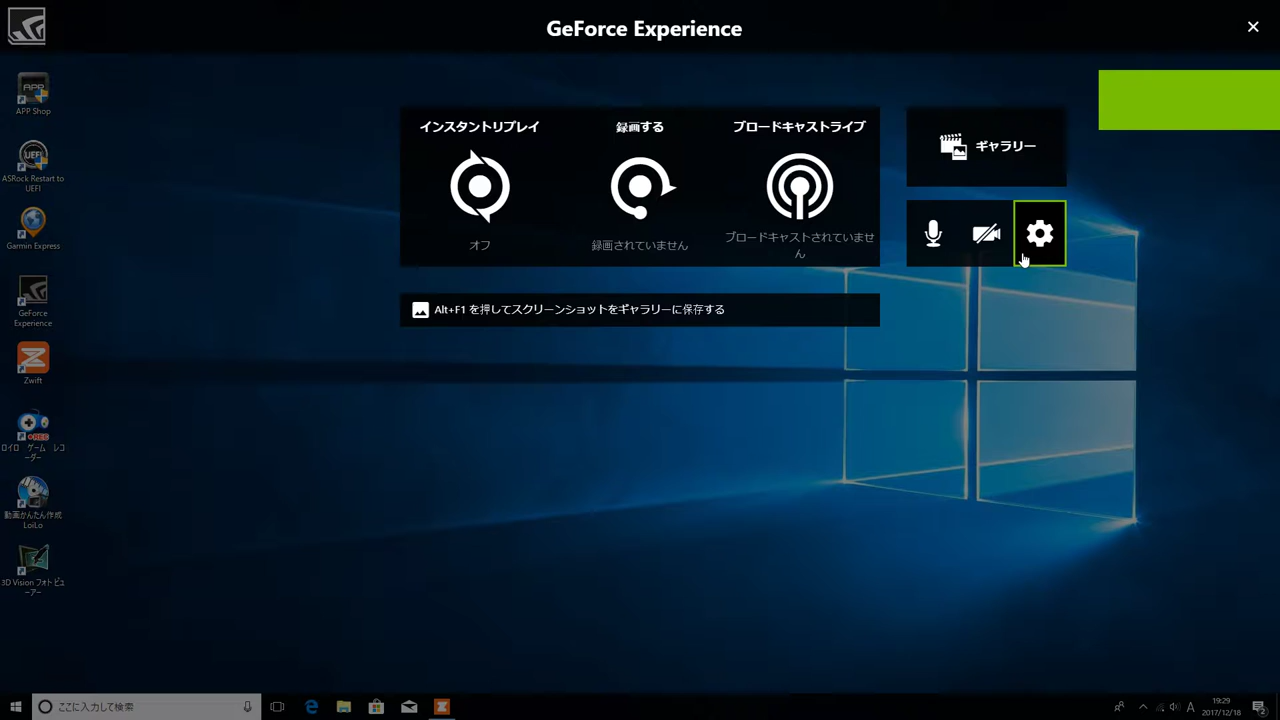 GeForce Experience
APP
APP Shop
UEFI
ASRock Restart to
UEFI
Garmin Express
GeForce
Experience
Zwift
+REC
ロイロ ゲーム レコ
ーダー
動画かんたん作成
LoiLo
3D Vision フォト ビュ
ーアー
インスタントリプレイ
オフ
録画する
録画されていません
ブロードキャストライブ
ブロードキャストされていませ
ん
ギャラリー
Alt+F1 を押してスクリーンショットをギャラリーに保存する
ここに入力して検索
A
19:29
2017/12/18
2